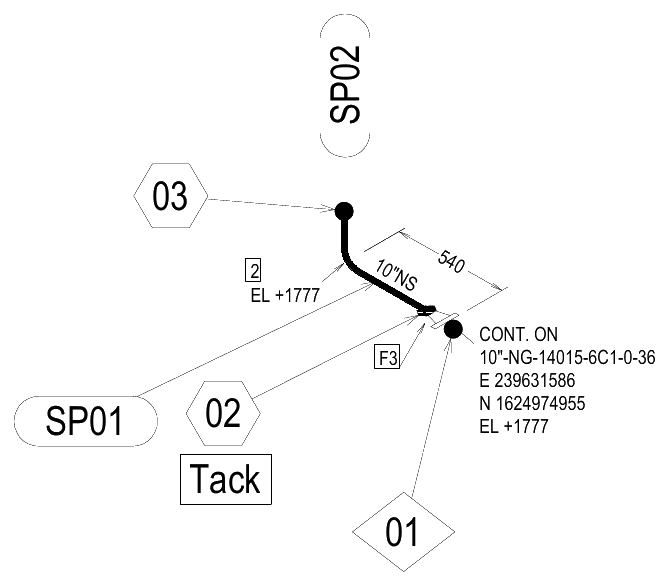 SP02
03
540
10"NS
2
EL +1777
F3
CONT. ON
10"-NG-14015-6C1-0-36
E 239631586
N 1624974955
EL +1777
SP01
02
Tack
01